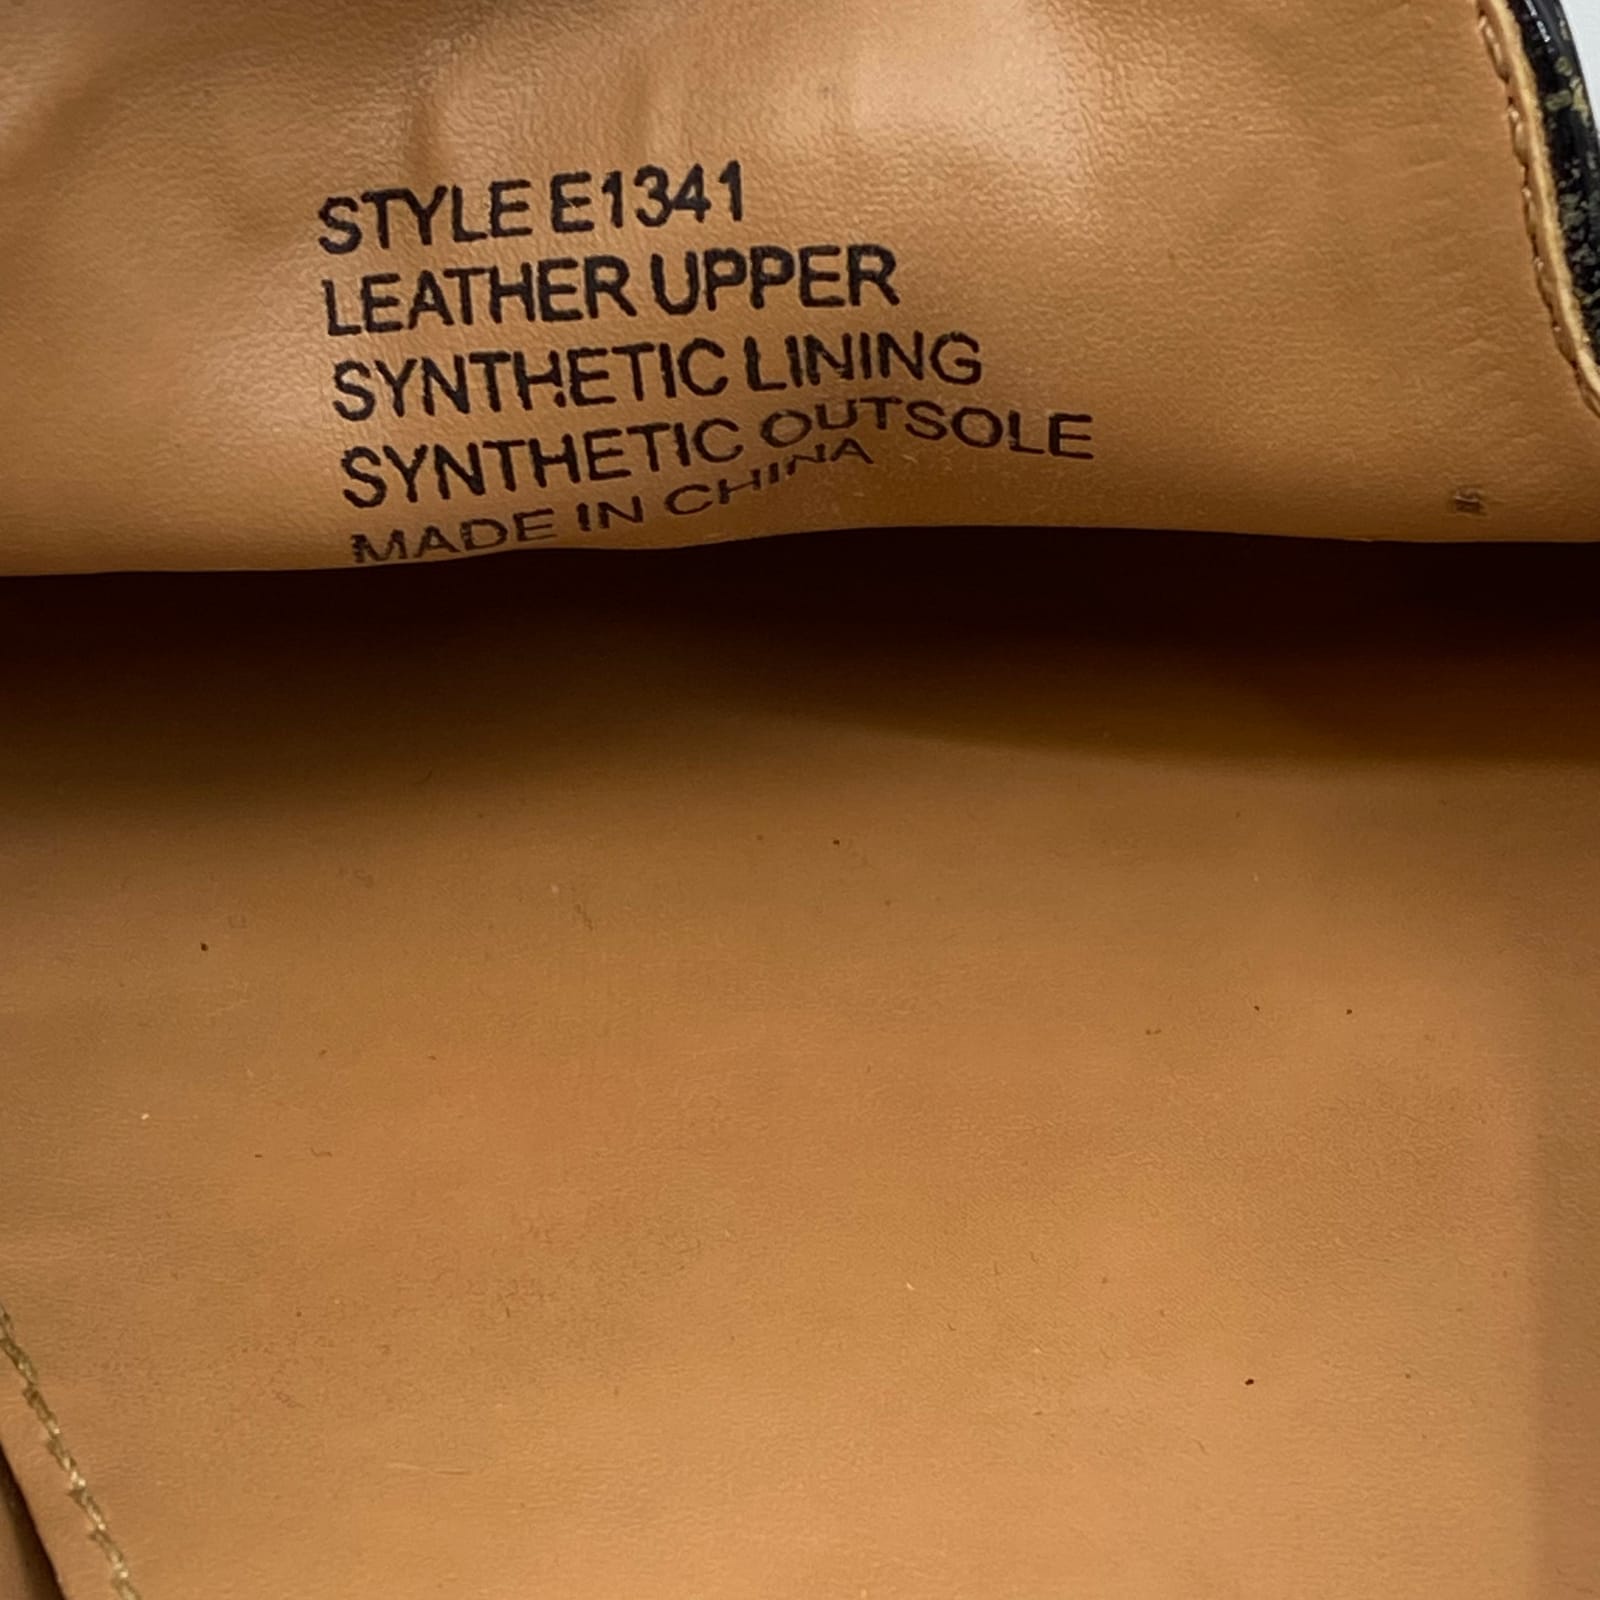 STYLE E1341
LEATHER UPPER
SYNTHETIC LINING
SYNTHETIC OUTSOLE
MADE IN CHINA